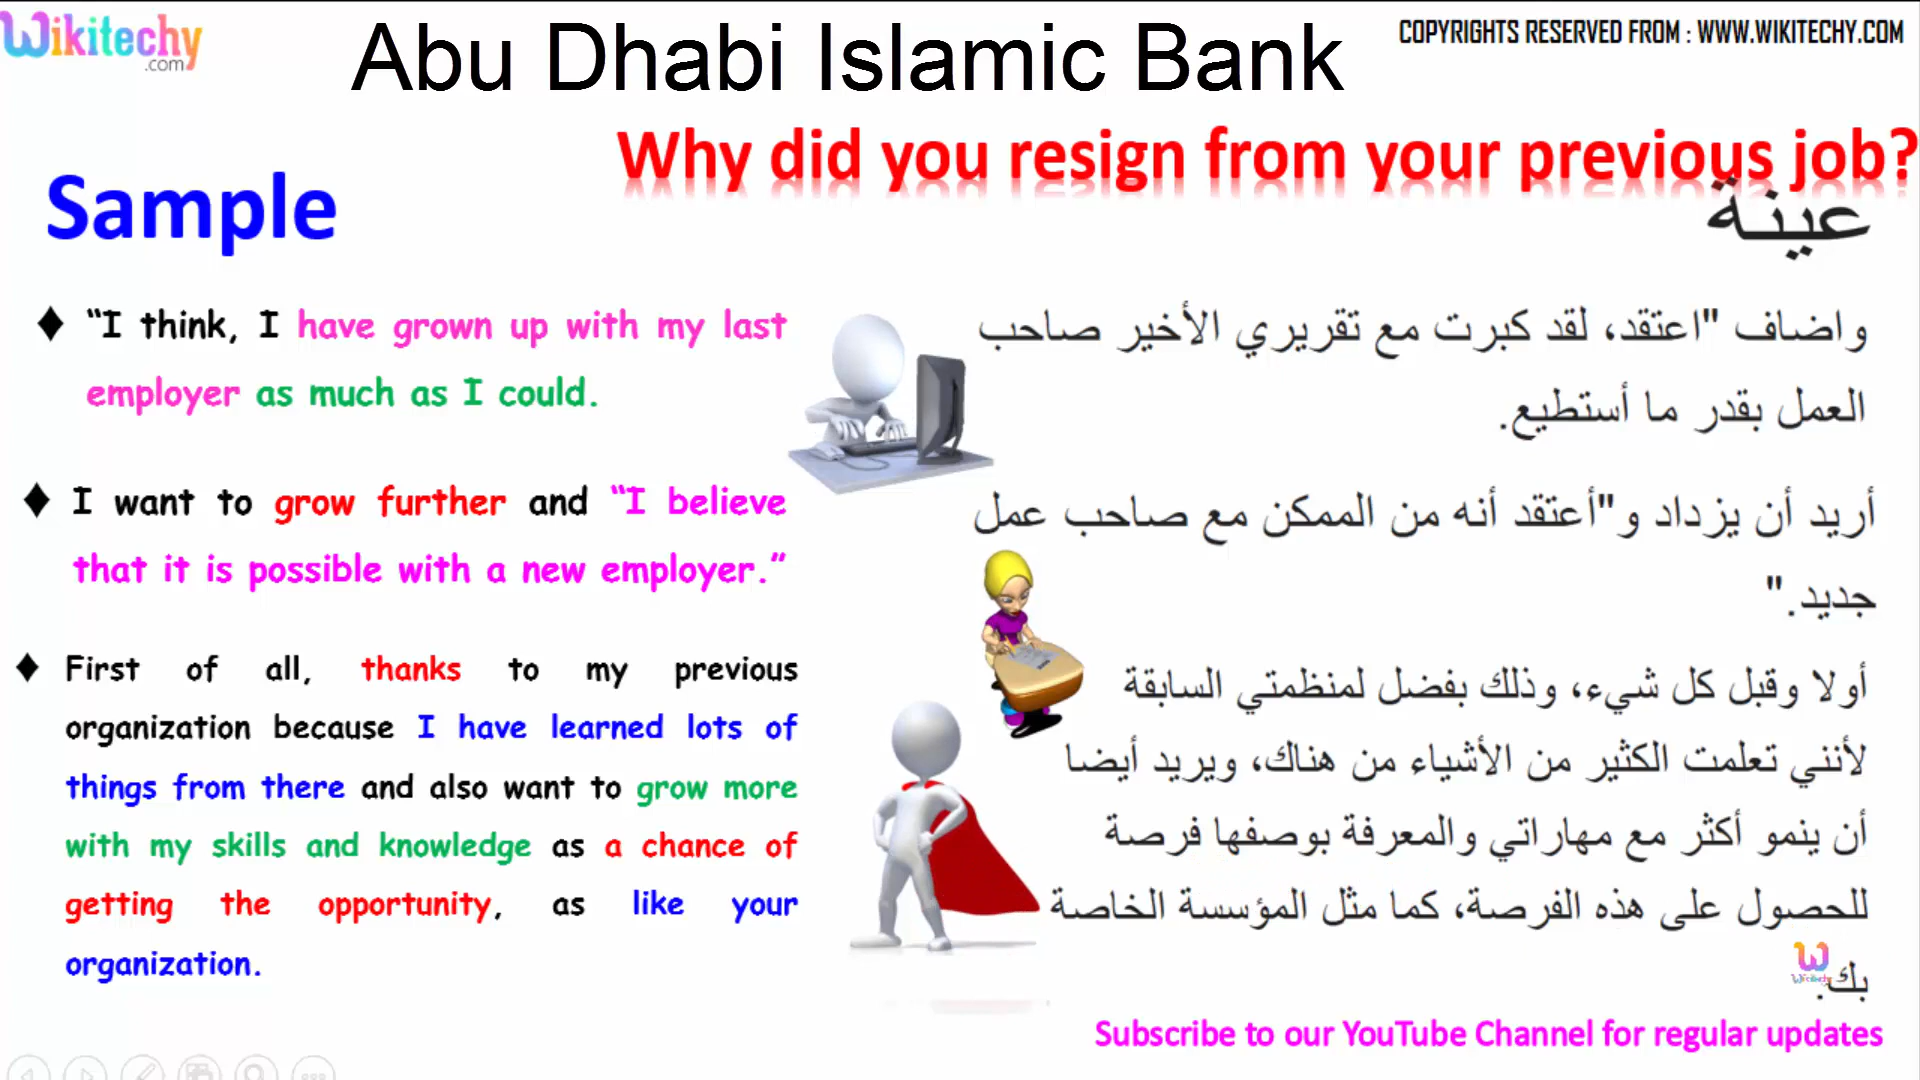 Wikitechy
.com
Abu Dhabi Islamic Bank
COPYRIGHTS RESERVED FROM : WWW.WIKITECHY.COM
Why did you resign from your previous job?
Sample
عينة
♦ “I think, I have grown up with my last
employer as much as I could.
♦ I want to grow further and “I believe
that it is possible with a new employer.”
♦ First of all, thanks to my previous
organization because I have learned lots of
things from there and also want to grow more
with my skills and knowledge as a chance of
getting the opportunity, as like your
organization.
واضاف "اعتقد، لقد كبرت مع تقريري الأخير صاحب
العمل بقدر ما أستطيع.
أريد أن يزداد و"أعتقد أنه من الممكن مع صاحب عمل
جديد."
أولا وقبل كل شيء، وذلك بفضل لمنظمتي السابقة
لأنني تعلمت الكثير من الأشياء من هناك، ويريد أيضا
أن ينمو أكثر مع مهاراتي والمعرفة بوصفها فرصة
للحصول على هذه الفرصة، كما مثل المؤسسة الخاصة
بك.
Wikitechy
Subscribe to our YouTube Channel for regular updates